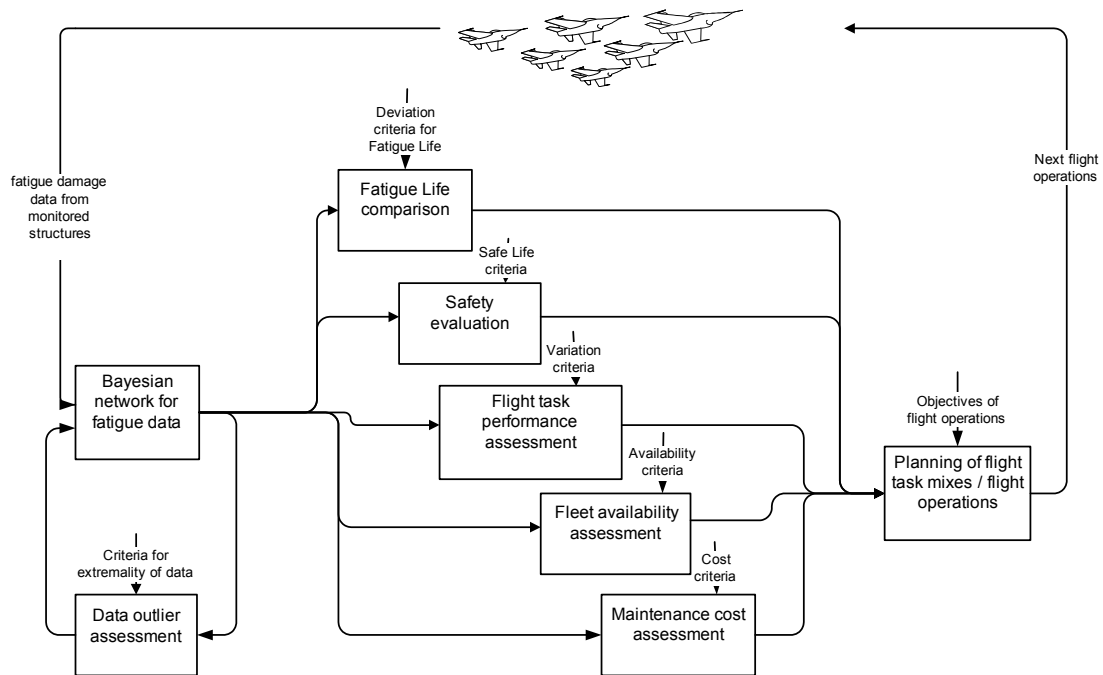 Deviation
criteria for
Fatigue Life
fatigue damage
data from
monitored
structures
Next flight
operations
Fatigue Life
comparison
Safe Life
criteria
Safety
evaluation
Variation
criteria
Bayesian
network for
fatigue data
Flight task
performance
assessment
Objectives of
flight operations
Availability
criteria
Planning of flight
task mixes / flight
operations
Fleet availability
assessment
Criteria for
extremality of data
Cost
criteria
Data outlier
assessment
Maintenance cost
assessment